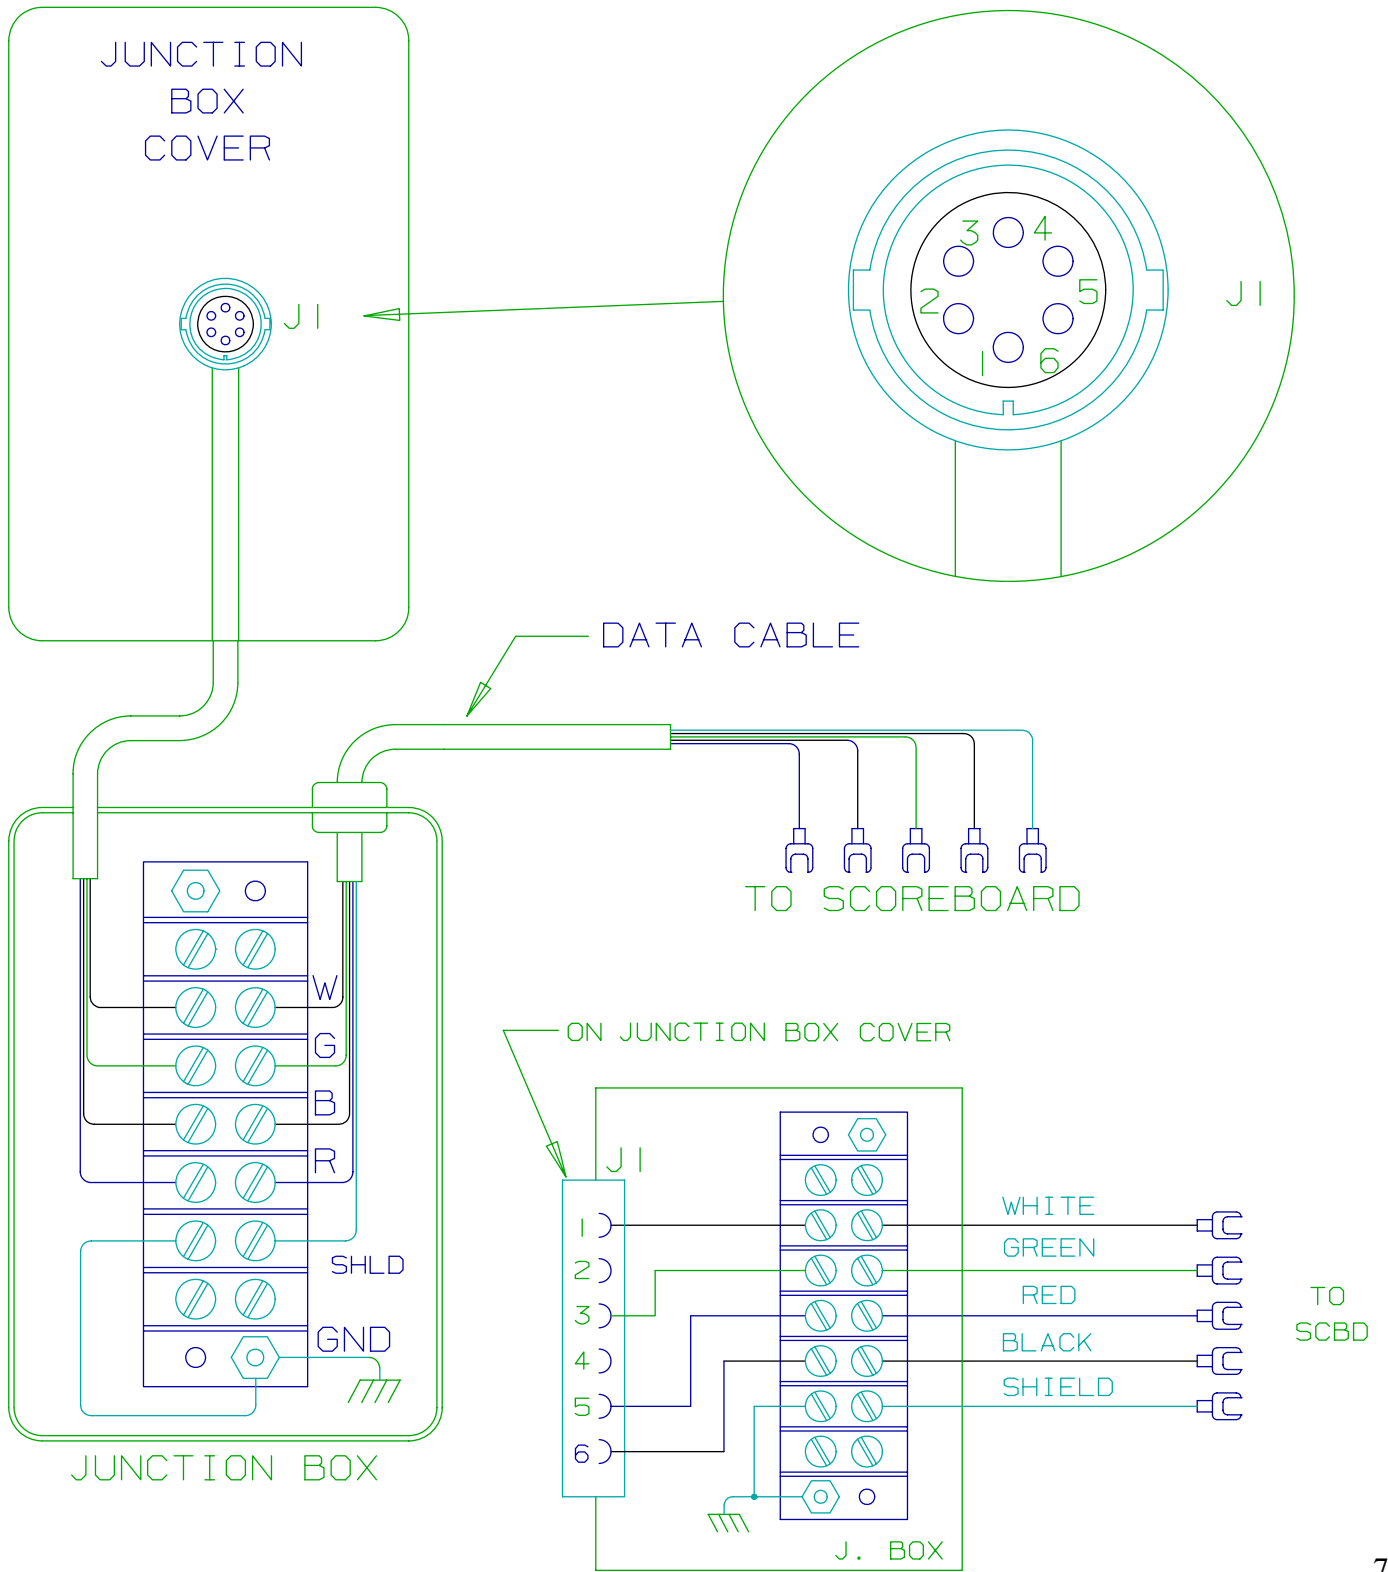 JUNCTION
BOX
COVER
J1
3 4
2 5
1 6
J1
DATA CABLE
TO SCOREBOARD
W
G
B
R
SHLD
GND
JUNCTION BOX
ON JUNCTION BOX COVER
J1
1
2
3
4
5
6
WHITE
GREEN
RED
BLACK
SHIELD
TO
SCBD
J. BOX
7